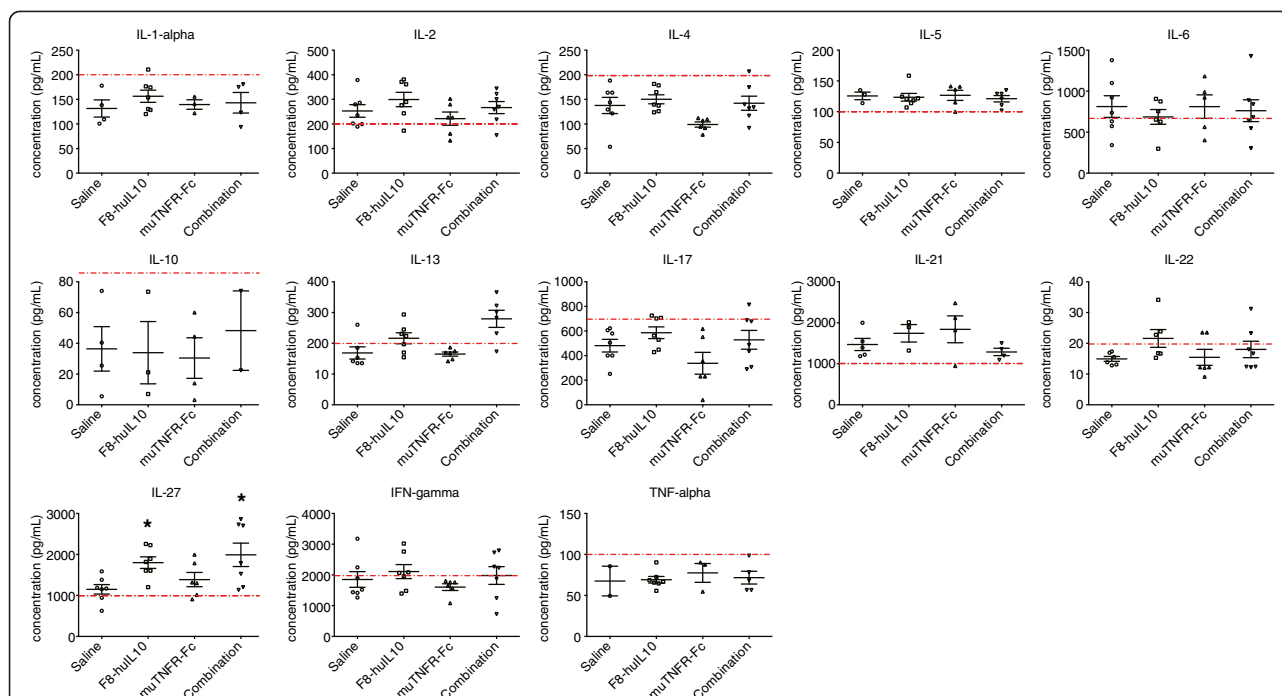 IL-1-alpha
concentration (pg/mL)
250
200
150
100
50
0
Saline
F8-huIL10
muTNFR-Fc
Combination
IL-2
concentration (pg/mL)
500
400
300
200
100
0
Saline
F8-huIL10
muTNFR-Fc
Combination
IL-4
concentration (pg/mL)
250
200
150
100
50
0
Saline
F8-huIL10
muTNFR-Fc
Combination
IL-5
concentration (pg/mL)
200
150
100
50
0
Saline
F8-huIL10
muTNFR-Fc
Combination
IL-6
concentration (pg/mL)
1500
1000
500
0
Saline
F8-huIL10
muTNFR-Fc
Combination
IL-10
concentration (pg/mL)
80
60
40
20
0
Saline
F8-huIL10
muTNFR-Fc
Combination
IL-13
concentration (pg/mL)
400
300
200
100
0
Saline
F8-huIL10
muTNFR-Fc
Combination
IL-17
concentration (pg/mL)
1000
800
600
400
200
0
Saline
F8-huIL10
muTNFR-Fc
Combination
IL-21
concentration (pg/mL)
3000
2000
1000
0
Saline
F8-huIL10
muTNFR-Fc
Combination
IL-22
concentration (pg/mL)
40
30
20
10
0
Saline
F8-huIL10
muTNFR-Fc
Combination
IL-27
concentration (pg/mL)
3000
2000
1000
0
*
*
Saline
F8-huIL10
muTNFR-Fc
Combination
IFN-gamma
concentration (pg/mL)
4000
3000
2000
1000
0
Saline
F8-huIL10
muTNFR-Fc
Combination
TNF-alpha
concentration (pg/mL)
150
100
50
0
Saline
F8-huIL10
muTNFR-Fc
Combination